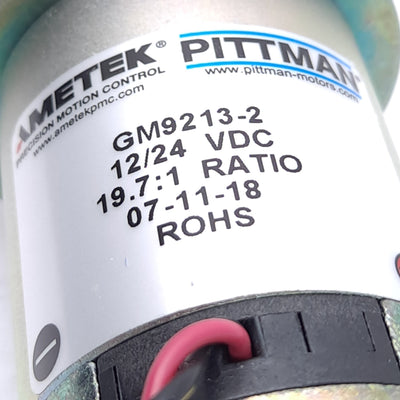 AMETEK®
PRECISION MOTION CONTROL
www.ametekpmc.com
PITTMAN®
www.pittman-motors.com
GM9213-2
12/24 VDC
19.7:1 RATIO
07-11-18
ROHS